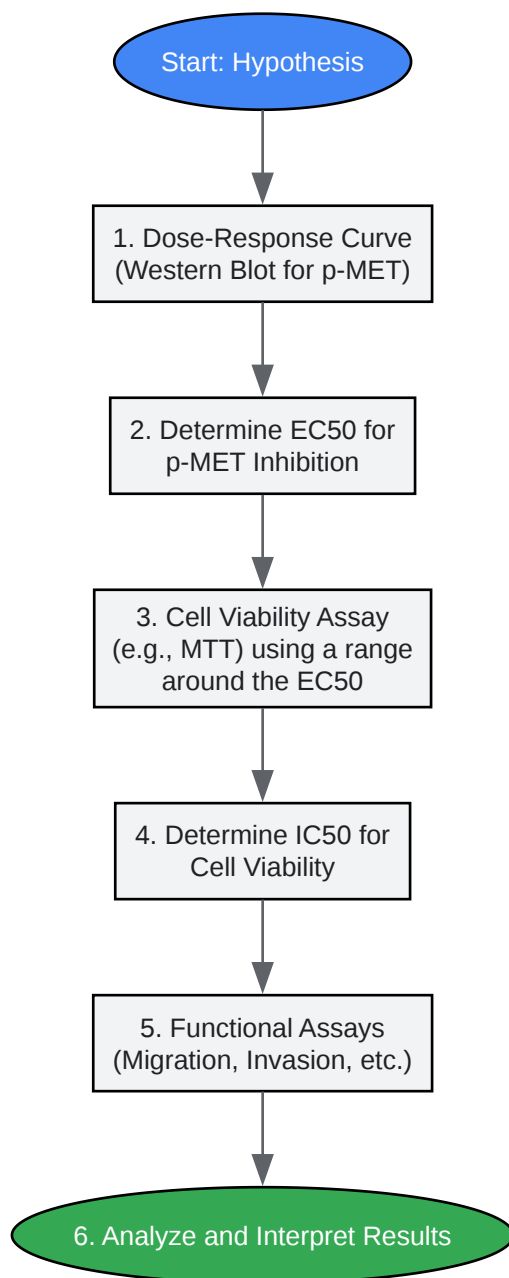 Start: Hypothesis
1. Dose-Response Curve
(Western Blot for p-MET)
2. Determine EC50 for
p-MET Inhibition
3. Cell Viability Assay
(e.g., MTT) using a range
around the EC50
4. Determine IC50 for
Cell Viability
5. Functional Assays
(Migration, Invasion, etc.)
6. Analyze and Interpret Results